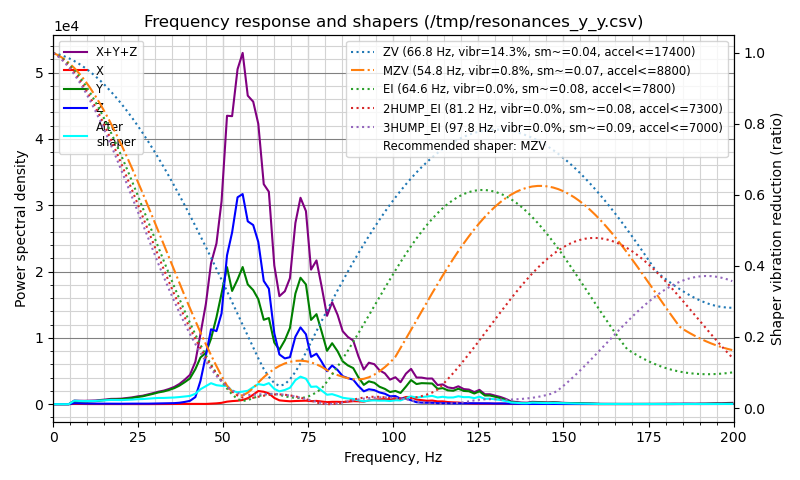 Frequency response and shapers (/tmp/resonances_y_y.csv)
1e4
X+Y+Z
X
Y
Z
After
shaper
ZV (66.8 Hz, vibr=14.3%, sm~=0.04, accel<=17400)
MZV (54.8 Hz, vibr=0.8%, sm~=0.07, accel<=8800)
EI (64.6 Hz, vibr=0.0%, sm~=0.08, accel<=7800)
2HUMP_EI (81.2 Hz, vibr=0.0%, sm~=0.08, accel<=7300)
3HUMP_EI (97.8 Hz, vibr=0.0%, sm~=0.09, accel<=7000)
Recommended shaper: MZV
5
4
3
2
1
0
Power spectral density
1.0
0.8
0.6
0.4
0.2
0.0
Shaper vibration reduction (ratio)
0 25 50 75 100 125 150 175 200
Frequency, Hz